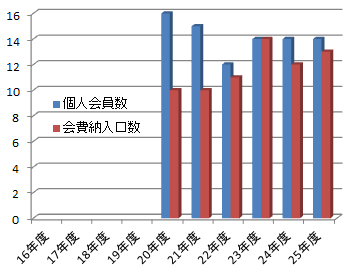 16
14
12
10
8
6
4
2
0
個人会員数
会費納入口数
16年度
17年度
18年度
19年度
20年度
21年度
22年度
23年度
24年度
25年度